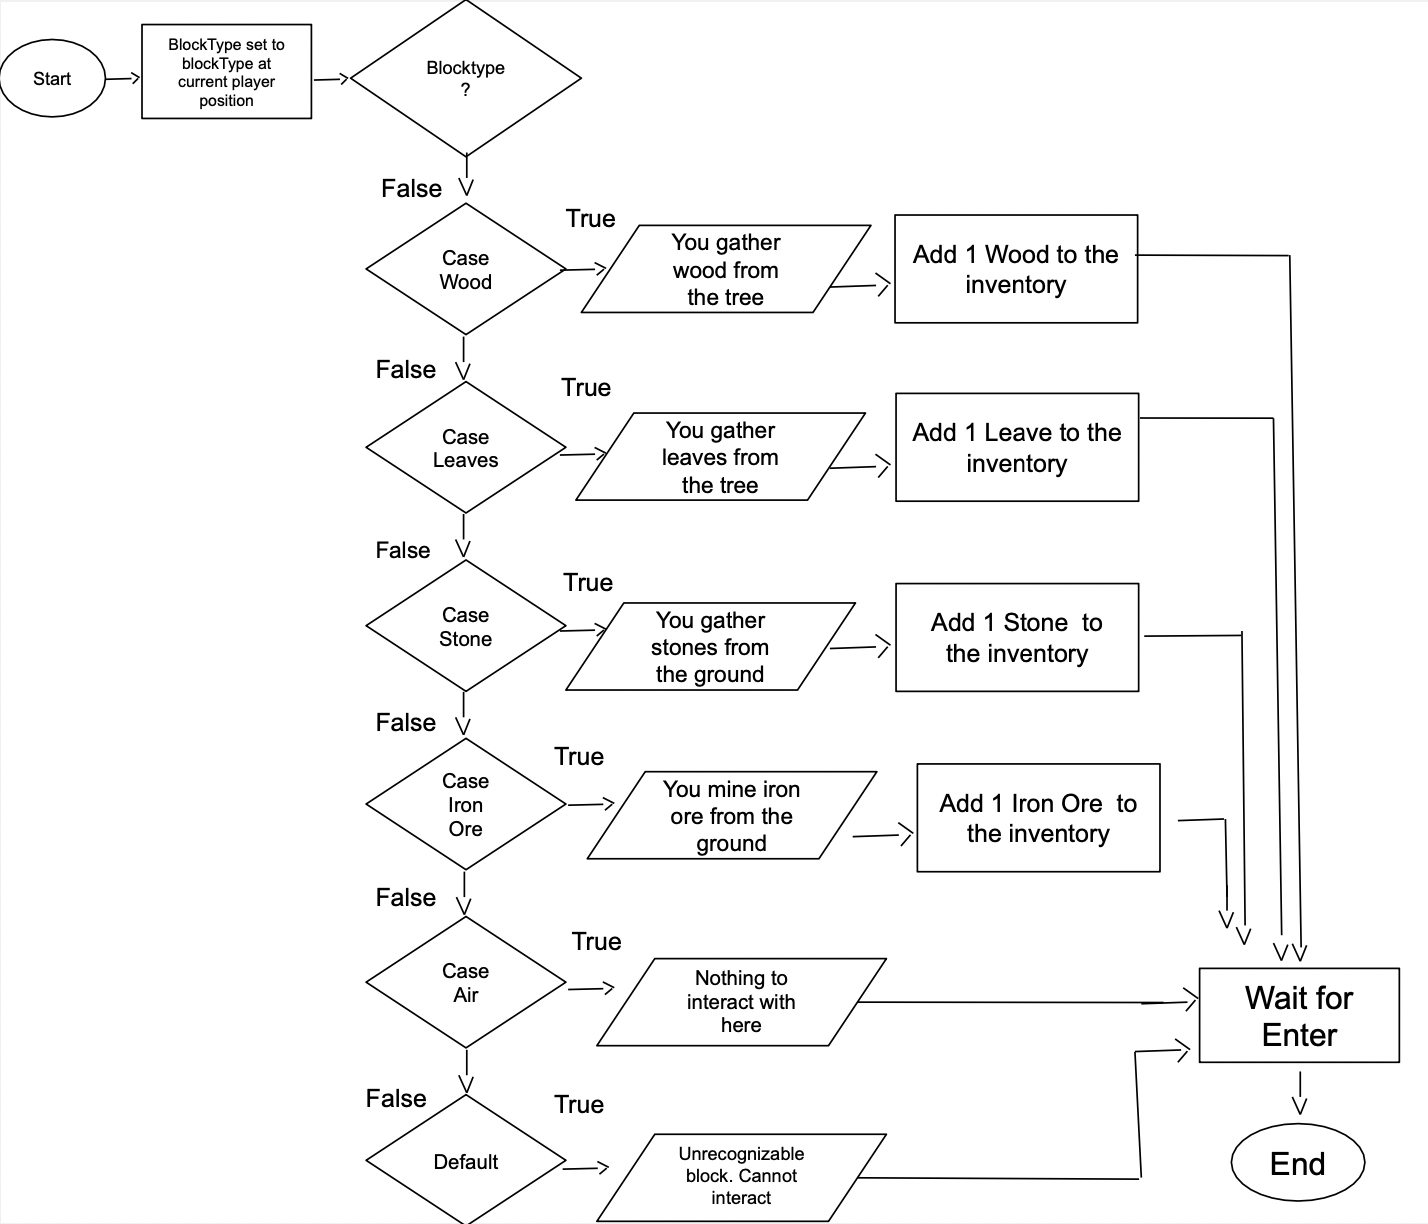 Start
BlockType set to
blockType at
current player
position
Blocktype
?
False
Case
Wood
True
You gather
wood from
the tree
Add 1 Wood to the
inventory
False
Case
Leaves
True
You gather
leaves from
the tree
Add 1 Leave to the
inventory
False
Case
Stone
True
You gather
stones from
the ground
Add 1 Stone to
the inventory
False
Case
Iron
Ore
True
You mine iron
ore from the
ground
Add 1 Iron Ore to
the inventory
False
Case
Air
True
Nothing to
interact with
here
False
Default
True
Unrecognizable
block. Cannot
interact
Wait for
Enter
End